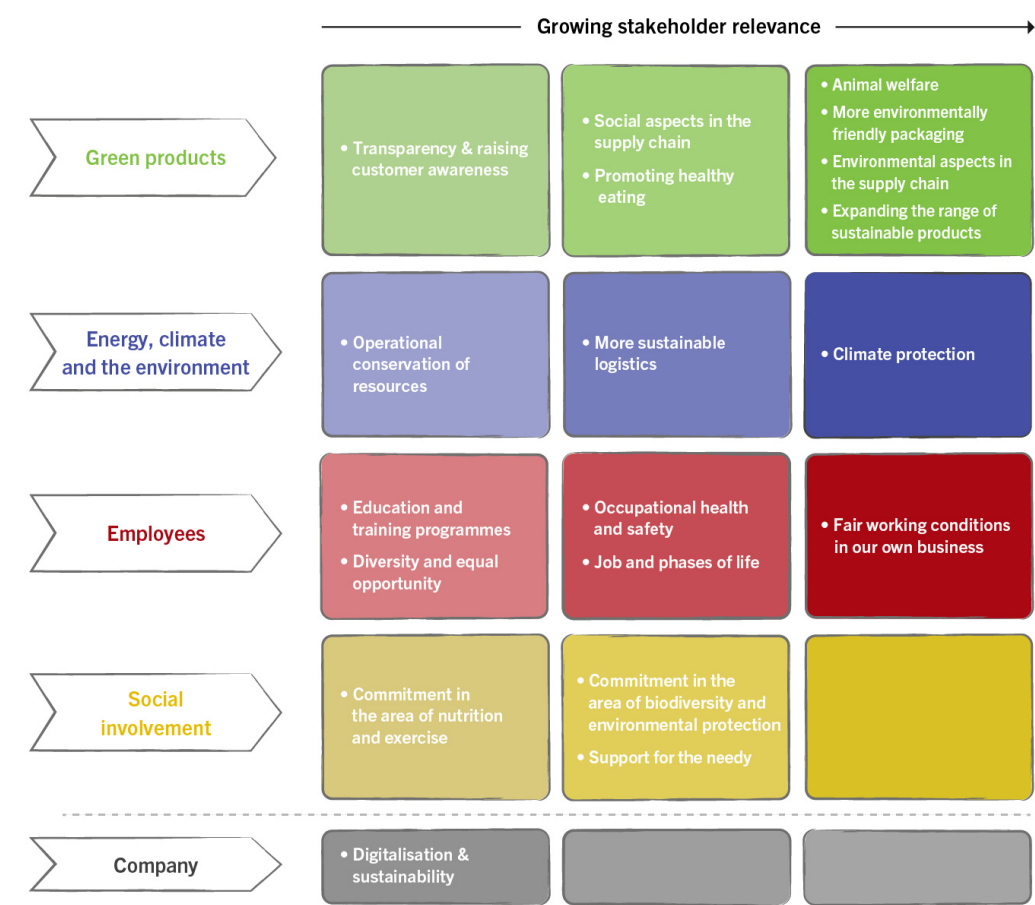 Growing stakeholder relevance
Green products
• Transparency & raising
customer awareness
• Social aspects in the
supply chain
• Promoting healthy
eating
• Animal welfare
• More environmentally
friendly packaging
• Environmental aspects in
the supply chain
• Expanding the range of
sustainable products
Energy, climate
and the environment
• Operational
conservation of
resources
• More sustainable
logistics
• Climate protection
Employees
• Education and
training programmes
• Diversity and equal
opportunity
• Occupational health
and safety
• Job and phases of life
• Fair working conditions
in our own business
Social
involvement
• Commitment in
the area of nutrition
and exercise
• Commitment in the
area of biodiversity and
environmental protection
• Support for the needy
Company
• Digitalisation &
sustainability